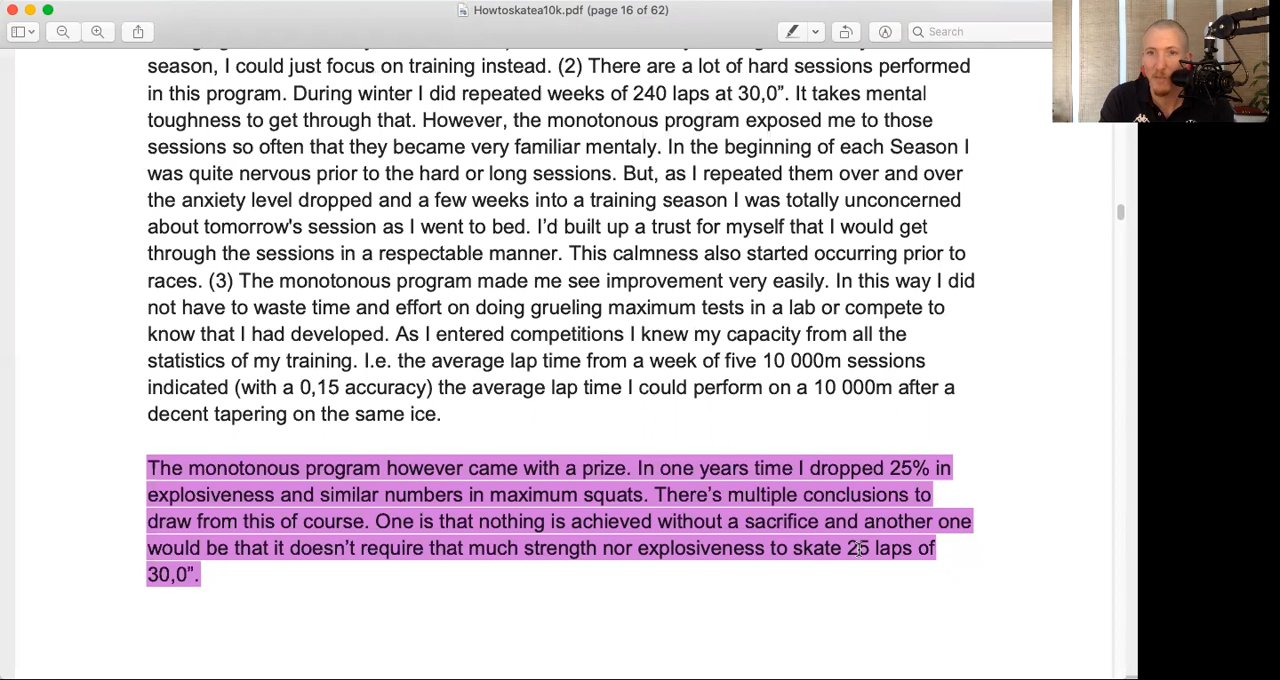 Howtoskatea10k.pdf (page 16 of 62)
Search
season, I could just focus on training instead. (2) There are a lot of hard sessions performed
in this program. During winter I did repeated weeks of 240 laps at 30,0”. It takes mental
toughness to get through that. However, the monotonous program exposed me to those
sessions so often that they became very familiar mentaly. In the beginning of each Season I
was quite nervous prior to the hard or long sessions. But, as I repeated them over and over
the anxiety level dropped and a few weeks into a training season I was totally unconcerned
about tomorrow's session as I went to bed. I’d built up a trust for myself that I would get
through the sessions in a respectable manner. This calmness also started occurring prior to
races. (3) The monotonous program made me see improvement very easily. In this way I did
not have to waste time and effort on doing grueling maximum tests in a lab or compete to
know that I had developed. As I entered competitions I knew my capacity from all the
statistics of my training. I.e. the average lap time from a week of five 10 000m sessions
indicated (with a 0,15 accuracy) the average lap time I could perform on a 10 000m after a
decent tapering on the same ice.
The monotonous program however came with a prize. In one years time I dropped 25% in
explosiveness and similar numbers in maximum squats. There’s multiple conclusions to
draw from this of course. One is that nothing is achieved without a sacrifice and another one
would be that it doesn’t require that much strength nor explosiveness to skate 25 laps of
30,0”.